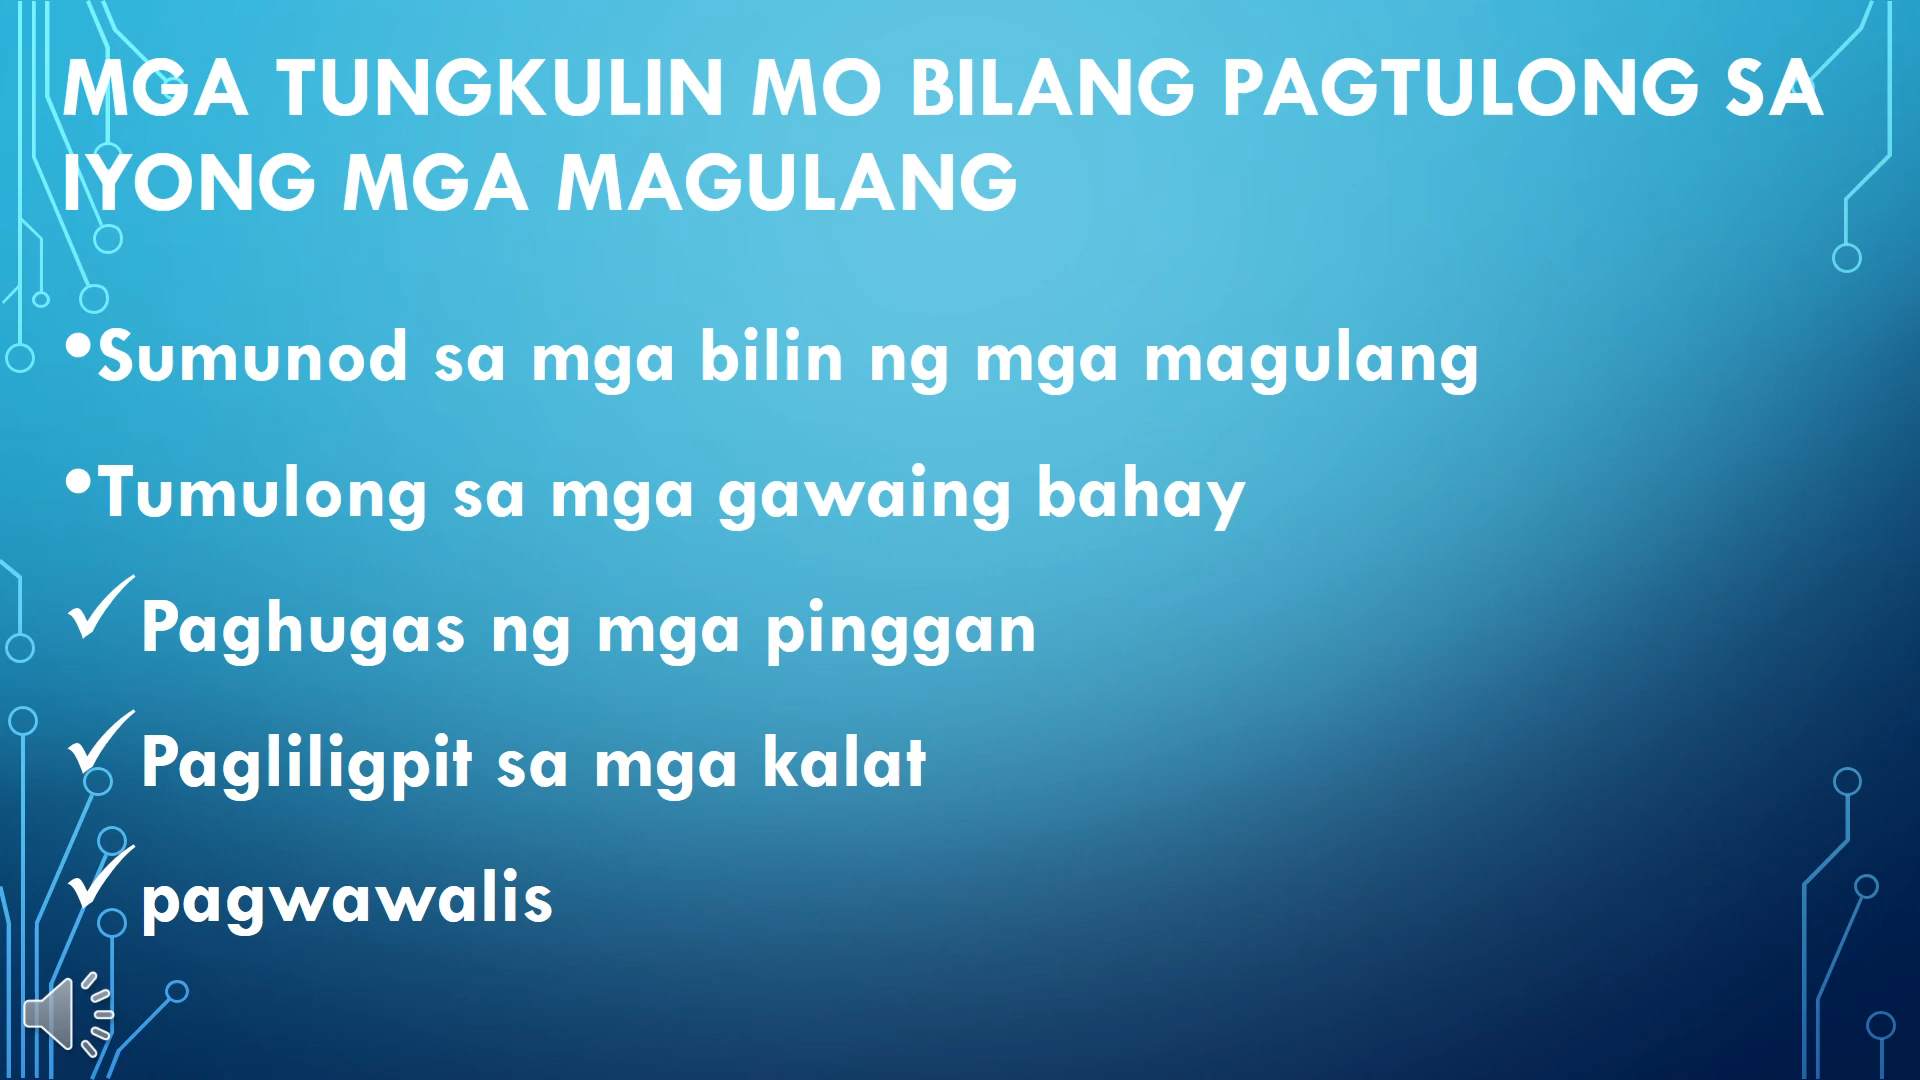 MGA TUNGKULIN MO BILANG PAGTULONG SA
IYONG MGA MAGULANG
•Sumunod sa mga bilin ng mga magulang
•Tumulong sa mga gawaing bahay
✓Paghugas ng mga pinggan
✓Pagliligpit sa mga kalat
✓pagwawalis